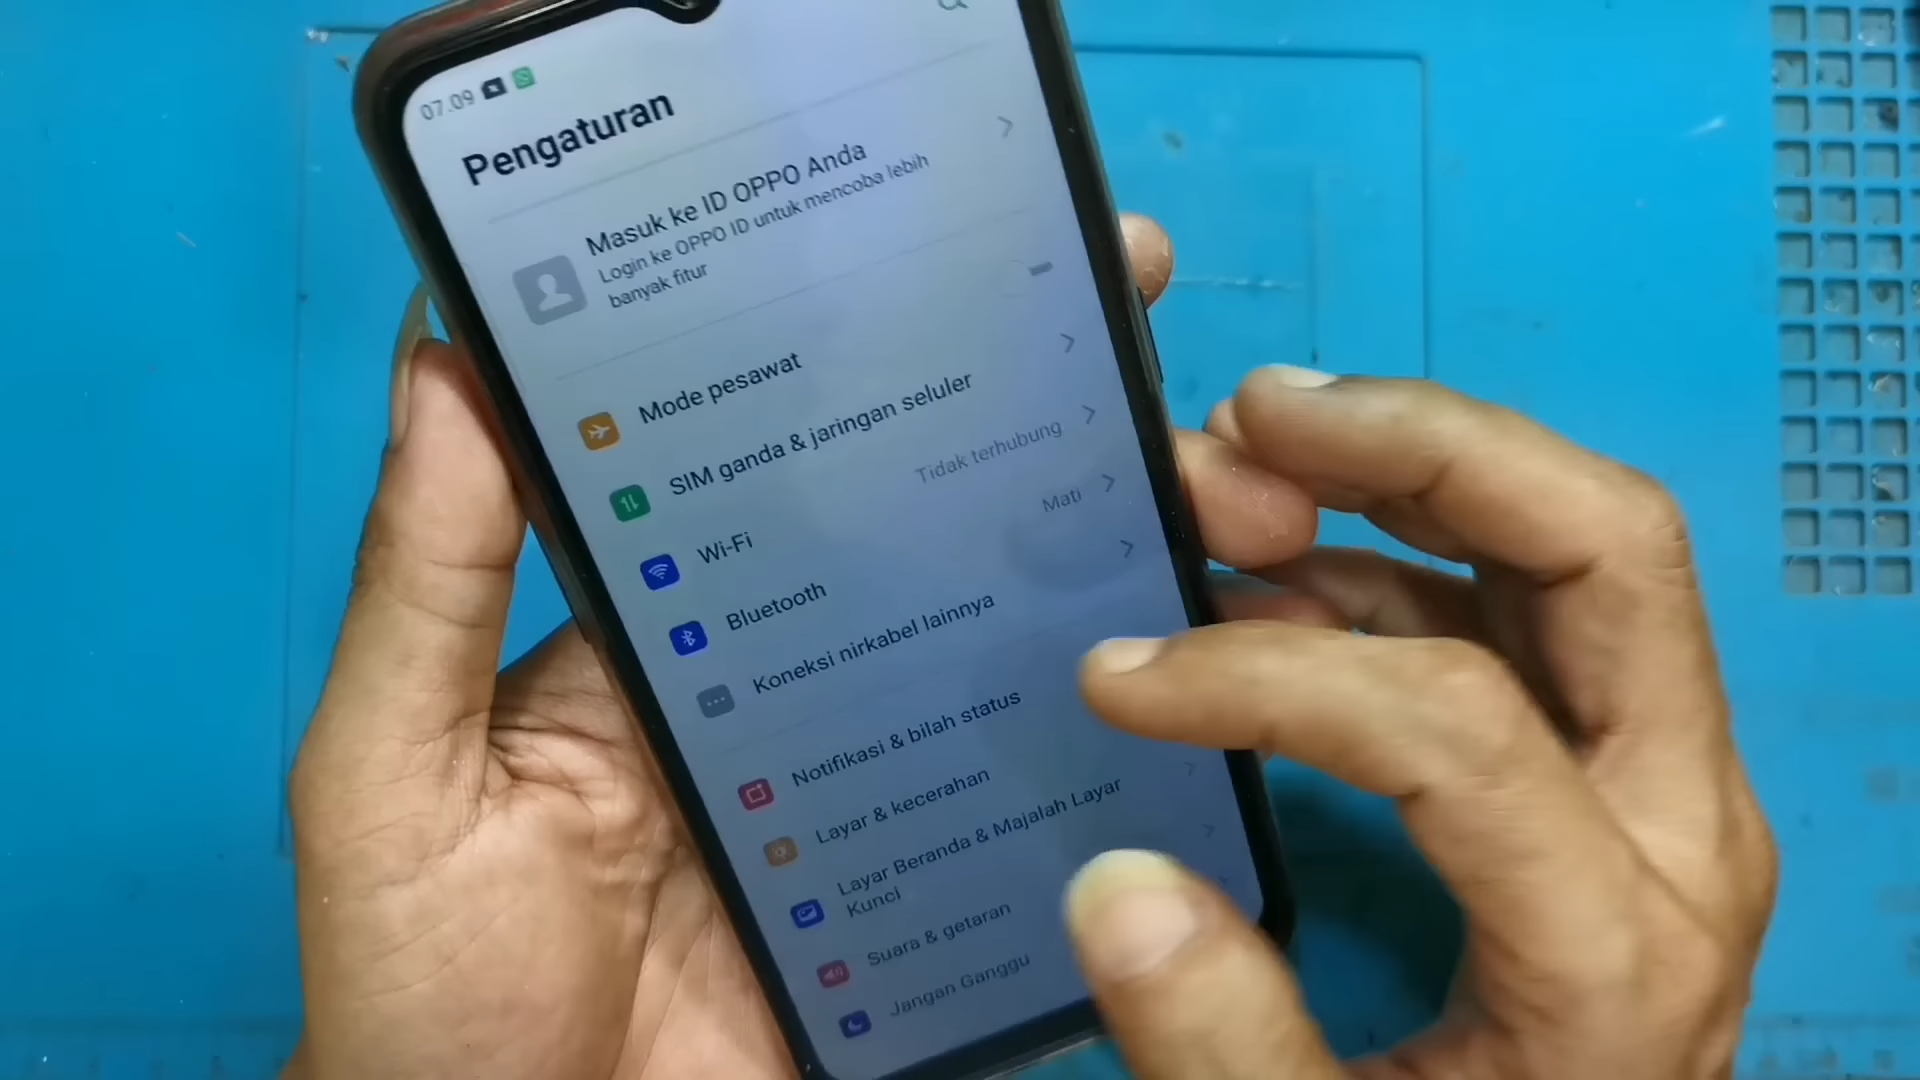 07.09
Pengaturan
Masuk ke ID OPPO Anda
Login ke OPPO ID untuk mencoba lebih
banyak fitur
Mode pesawat
SIM ganda & jaringan seluler
Wi-Fi
Tidak terhubung
Bluetooth
Mati
Koneksi nirkabel lainnya
Notifikasi & bilah status
Layar & kecerahan
Layar Beranda & Majalah Layar
Kunci
Suara & getaran
Jangan Ganggu